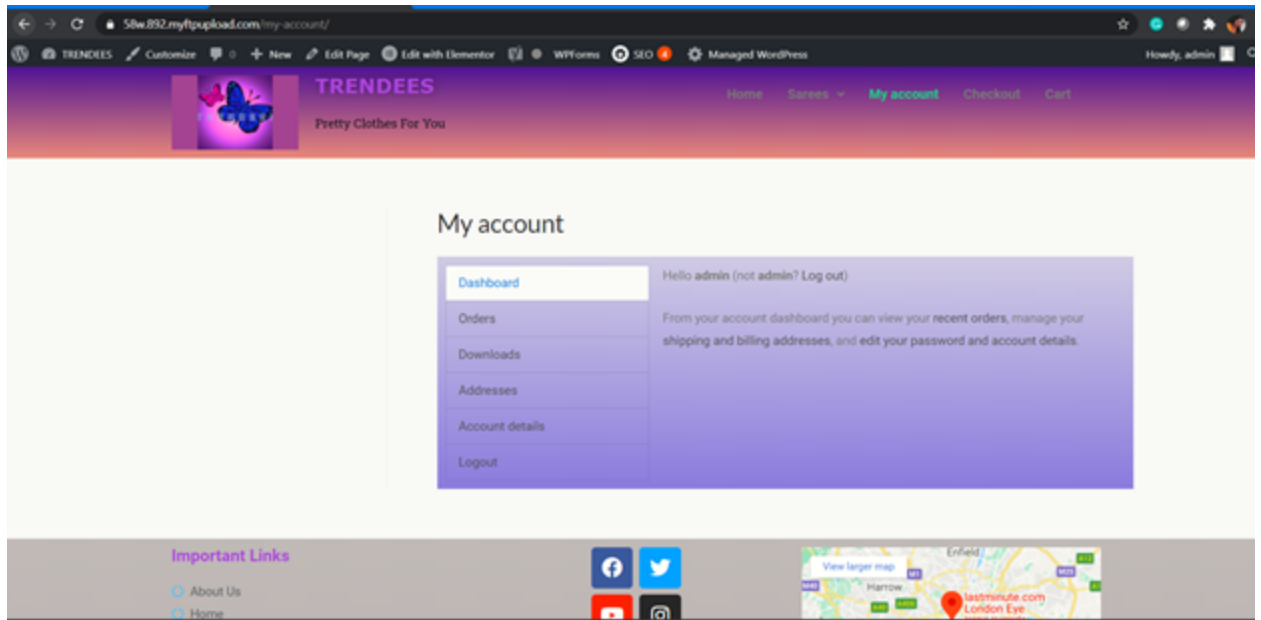 58w.892.myftpupload.com/my-account/
TRENDEES Customize 0 New Edit Page Edit with Elementor WPForms SEO 4 Managed WordPress Howdy, admin
TRENDEES
Pretty Clothes For You
Home Sarees My account Checkout Cart
My account
Dashboard
Orders
Downloads
Addresses
Account details
Logout
Hello admin (not admin? Log out)
From your account dashboard you can view your recent orders, manage your
shipping and billing addresses, and edit your password and account details.
Important Links
About Us
Home
View larger map
Enfield
Harrow
M1
M25
lastminute.com
London Eye